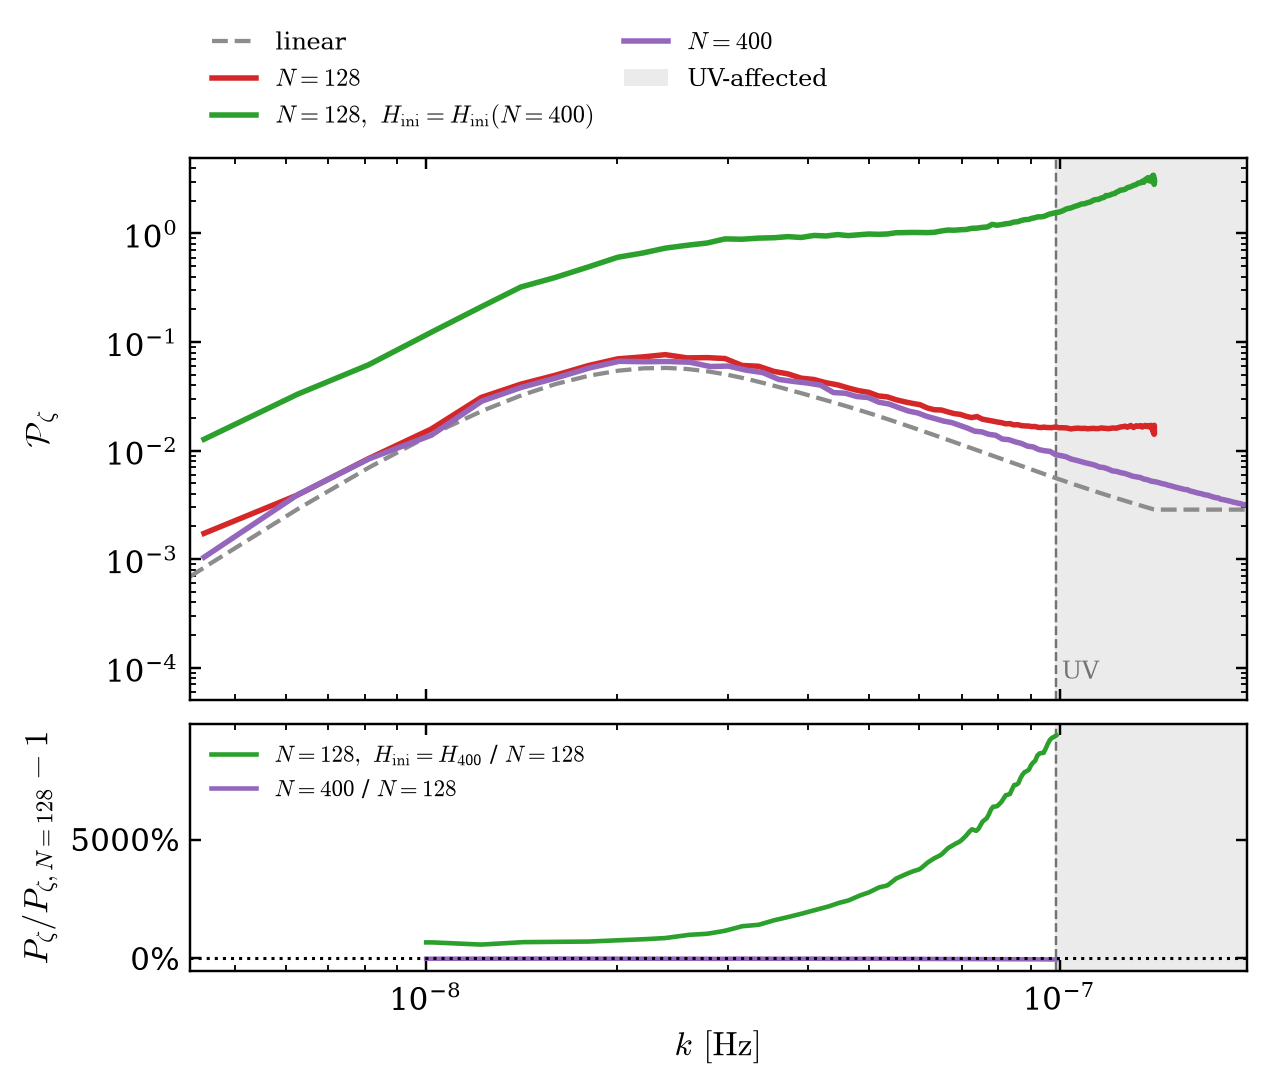 linear
N = 128
N = 128, H_ini = H_ini(N = 400)
N = 400
UV-affected
10^0
10^−1
10^−2
10^−3
10^−4
𝒫_ζ
UV
N = 128, H_ini = H_400 / N = 128
N = 400 / N = 128
5000%
0%
P_ζ/P_ζ, N = 128 − 1
10^−8
10^−7
k [Hz]